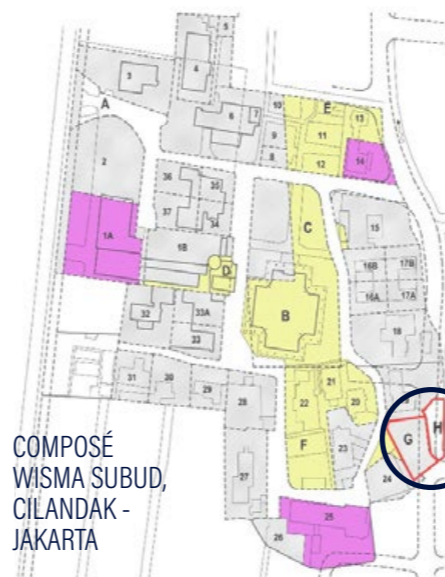 5
3
4
A
6
7
10
E
13
9
11
8
12
14
2
36
35
37
34
C
15
1A
1B
D
16B
17B
16A
17A
B
32
33A
33
18
31
30
29
28
21
22
20
G
H
F
23
27
24
25
26
COMPOSÉ
WISMA SUBUD,
CILANDAK -
JAKARTA